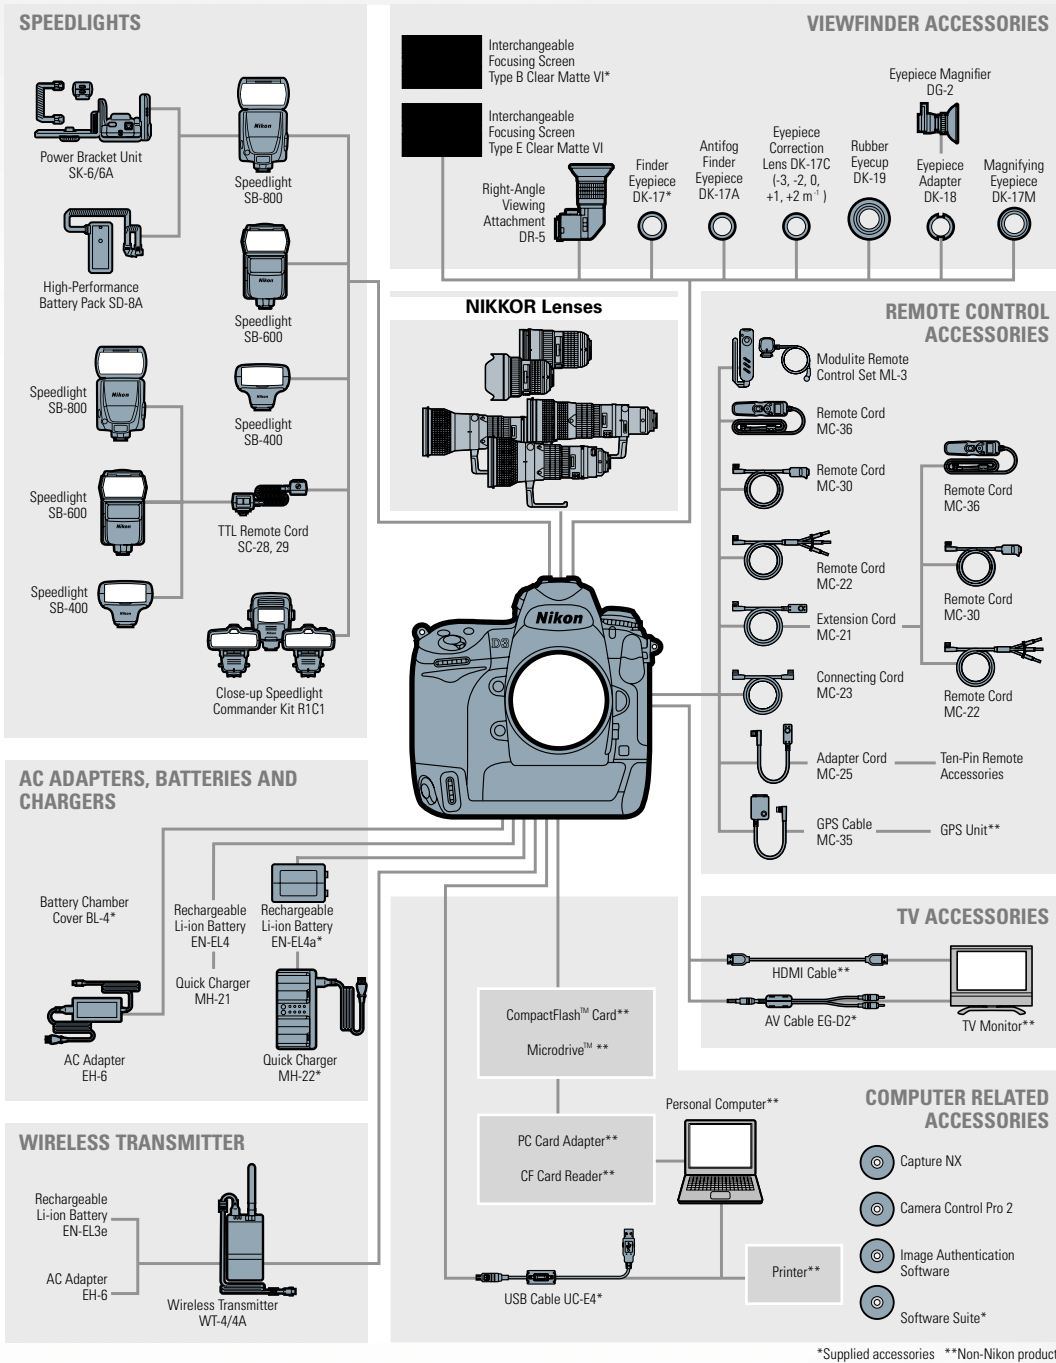 SPEEDLIGHTS
Power Bracket Unit
SK-6/6A
Nikon
Speedlight
SB-800
High-Performance
Battery Pack SD-8A
Nikon
Speedlight
SB-600
Speedlight
SB-800
Nikon
Speedlight
SB-400
Speedlight
SB-600
Nikon
TTL Remote Cord
SC-28, 29
Speedlight
SB-400
Close-up Speedlight
Commander Kit R1C1
VIEWFINDER ACCESSORIES
Interchangeable
Focusing Screen
Type B Clear Matte VI*
Interchangeable
Focusing Screen
Type E Clear Matte VI
Right-Angle
Viewing
Attachment
DR-5
Finder
Eyepiece
DK-17*
Antifog
Finder
Eyepiece
DK-17A
Eyepiece
Correction
Lens DK-17C
(-3, -2, 0,
+1, +2 m⁻¹ )
Rubber
Eyecup
DK-19
Eyepiece Magnifier
DG-2
Eyepiece
Adapter
DK-18
Magnifying
Eyepiece
DK-17M
NIKKOR Lenses
Nikon
D3
REMOTE CONTROL
ACCESSORIES
Modulite Remote
Control Set ML-3
Remote Cord
MC-36
Remote Cord
MC-30
Remote Cord
MC-22
Extension Cord
MC-21
Remote Cord
MC-36
Remote Cord
MC-30
Remote Cord
MC-22
Connecting Cord
MC-23
Adapter Cord
MC-25
Ten-Pin Remote
Accessories
GPS Cable
MC-35
GPS Unit**
AC ADAPTERS, BATTERIES AND
CHARGERS
Battery Chamber
Cover BL-4*
Rechargeable
Li-ion Battery
EN-EL4
Rechargeable
Li-ion Battery
EN-EL4a*
Quick Charger
MH-21
AC Adapter
EH-6
Quick Charger
MH-22*
TV ACCESSORIES
HDMI Cable**
AV Cable EG-D2*
TV Monitor**
WIRELESS TRANSMITTER
Rechargeable
Li-ion Battery
EN-EL3e
AC Adapter
EH-6
Wireless Transmitter
WT-4/4A
CompactFlash™ Card**
Microdrive™ **
PC Card Adapter**
CF Card Reader**
Personal Computer**
USB Cable UC-E4*
Printer**
COMPUTER RELATED
ACCESSORIES
Capture NX
Camera Control Pro 2
Image Authentication
Software
Software Suite*
*Supplied accessories **Non-Nikon product